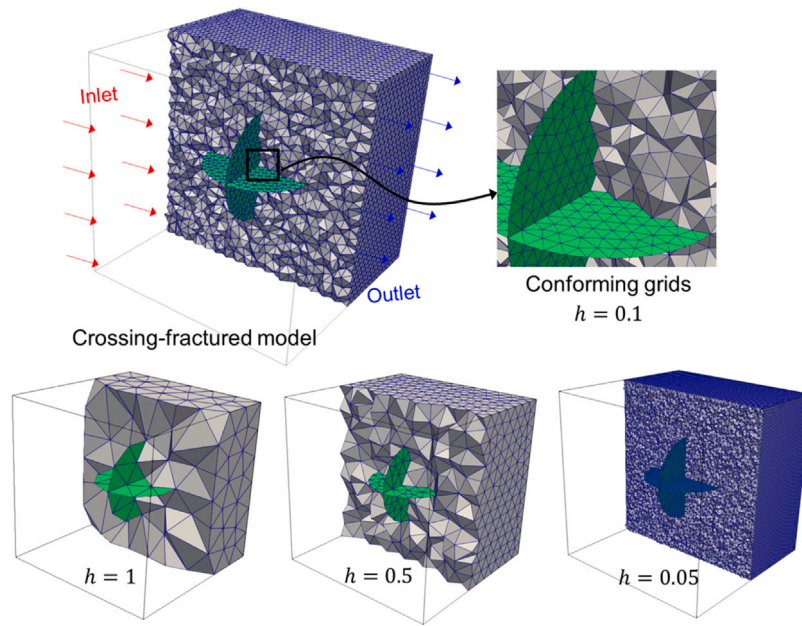 Inlet
Outlet
Crossing-fractured model
Conforming grids
h = 0.1
h = 1
h = 0.5
h = 0.05